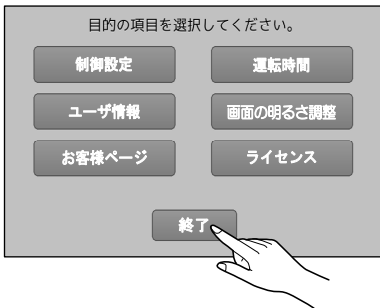 目的の項目を選択してください。
制御設定
運転時間
ユーザ情報
画面の明るさ調整
お客様ページ
ライセンス
終了